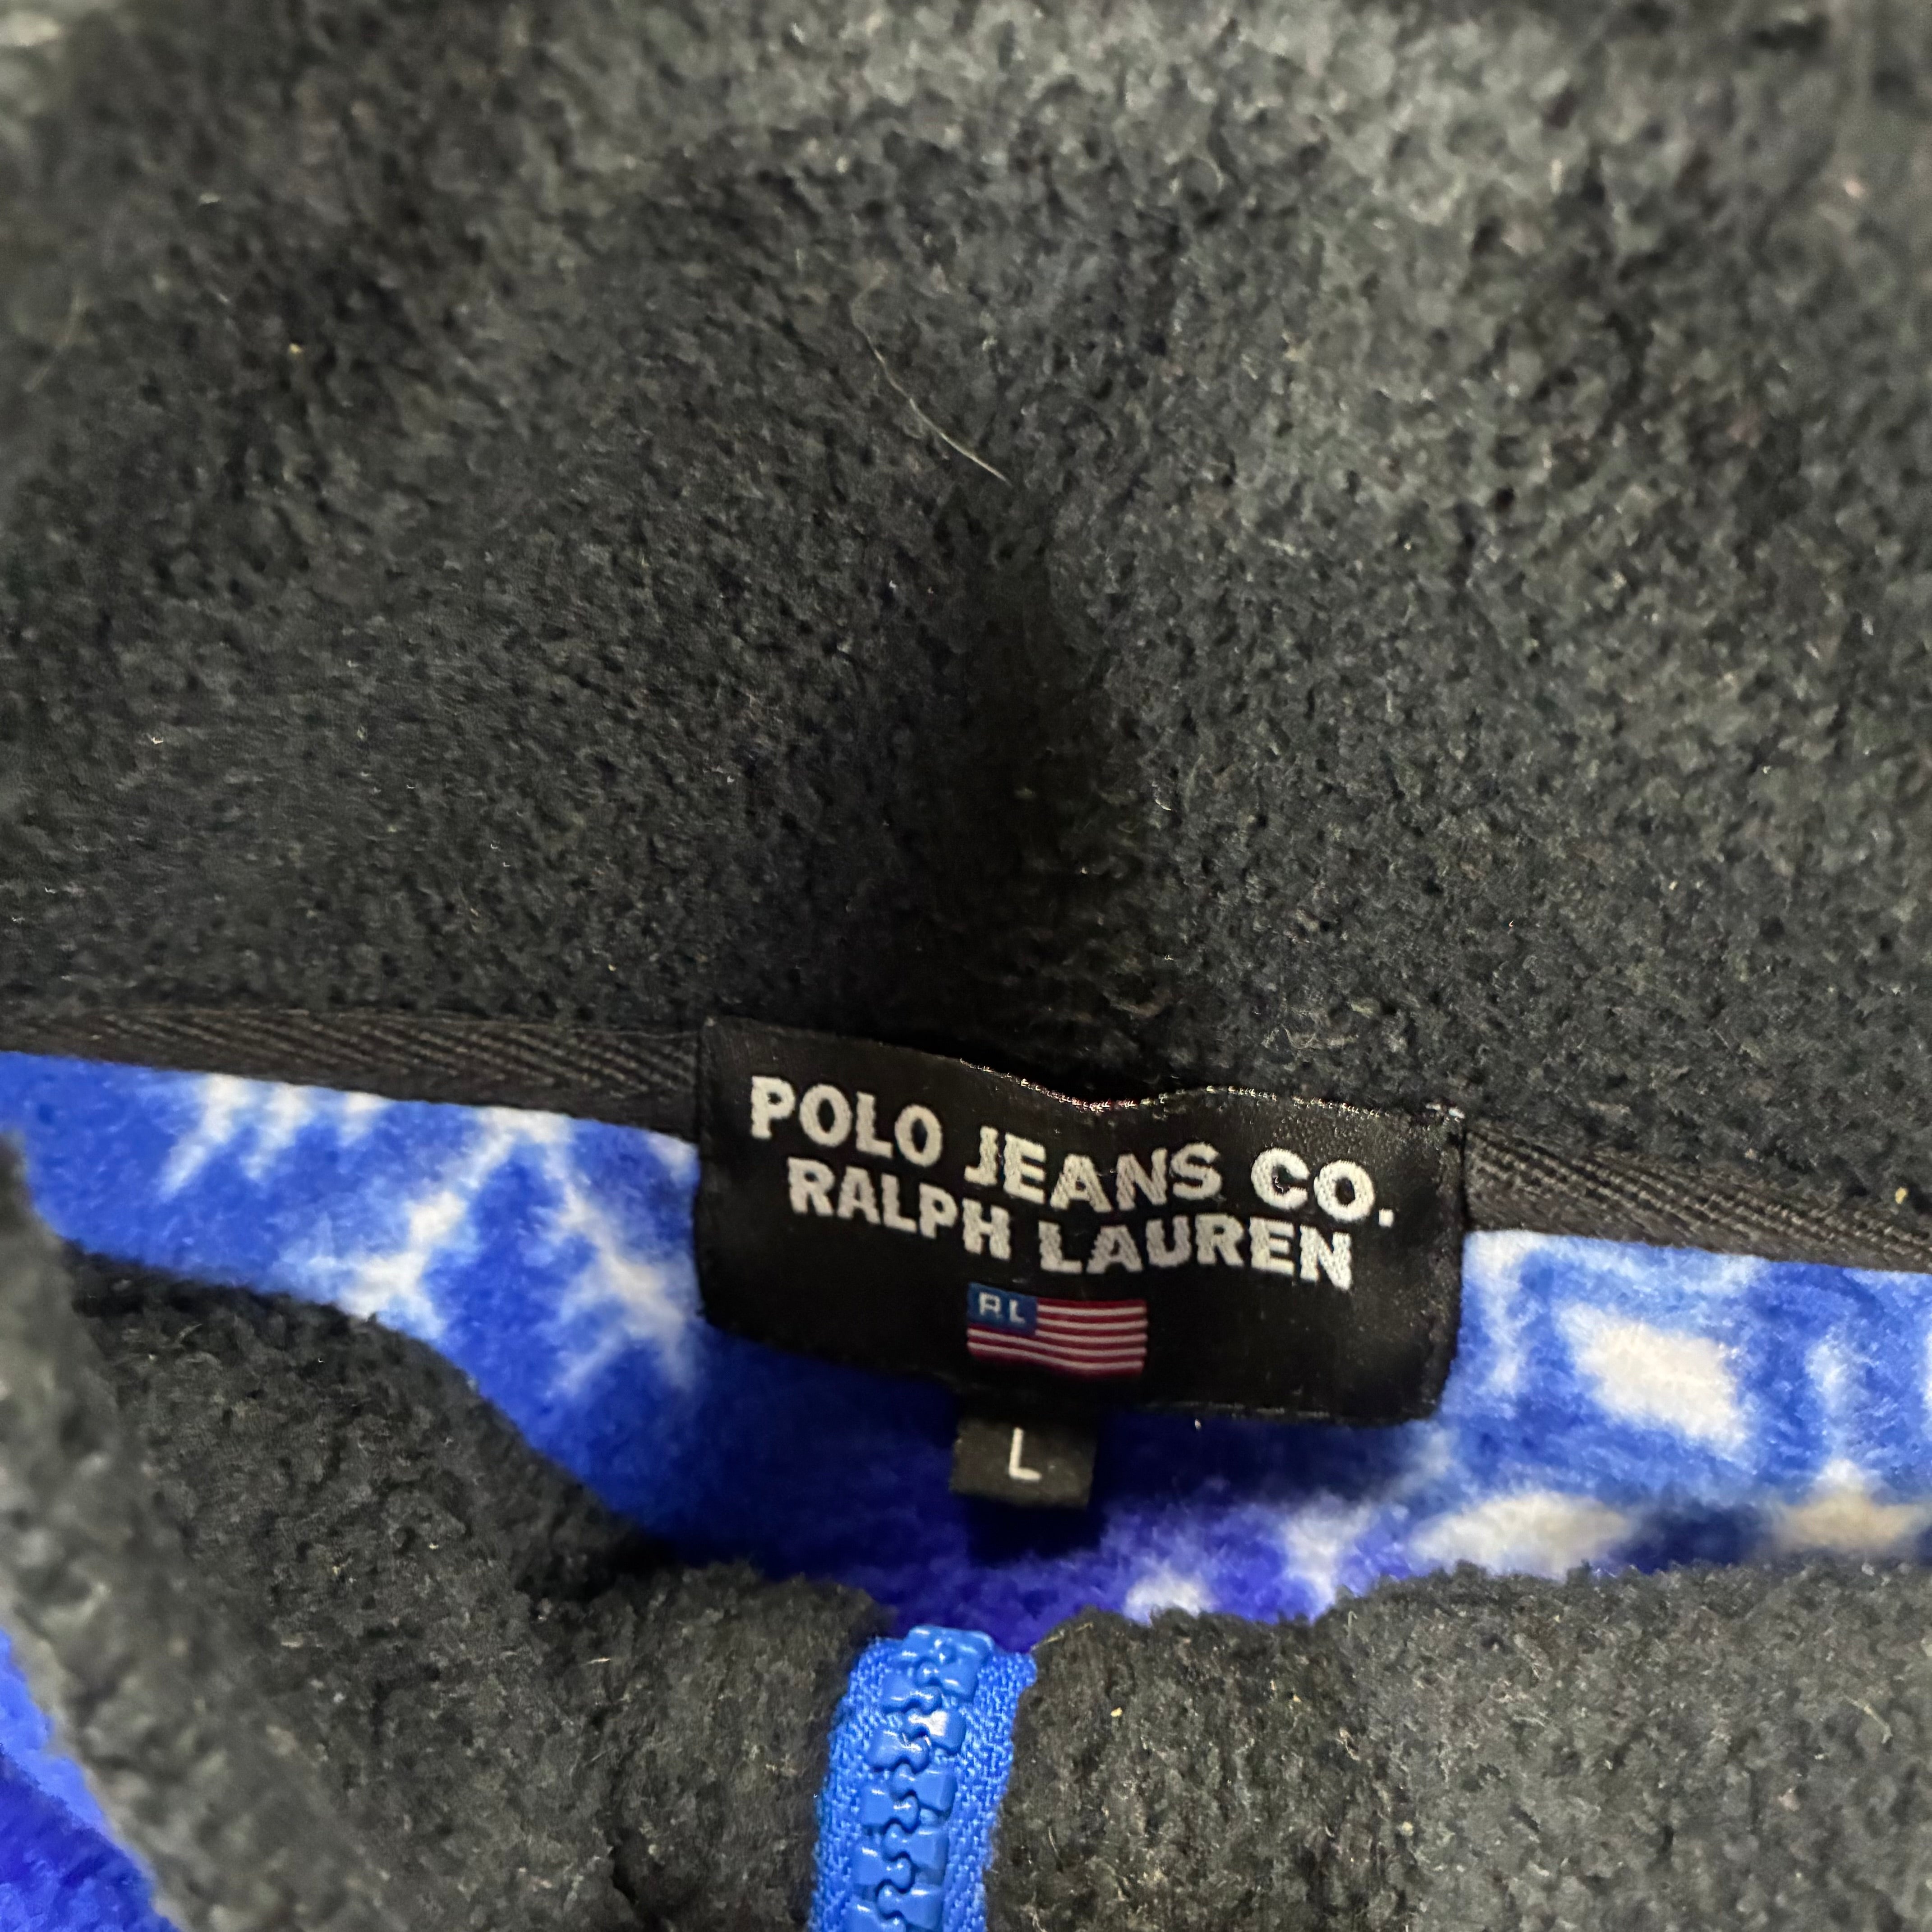 POLO JEANS CO.
RALPH LAUREN
RL
L